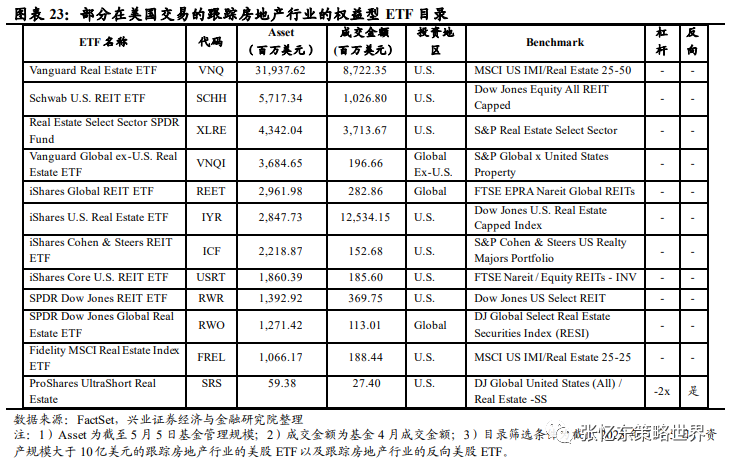 图表 23：部分在美国交易的跟踪房地产行业的权益型 ETF 目录
ETF 名称 代码 Asset（百万美元） 成交金额（百万美元） 投资地区 Benchmark 杠杆 反向
Vanguard Real Estate ETF VNQ 31,937.62 8,722.35 U.S. MSCI US IMI/Real Estate 25-50 - -
Schwab U.S. REIT ETF SCHH 5,717.34 1,026.80 U.S. Dow Jones Equity All REIT Capped - -
Real Estate Select Sector SPDR Fund XLRE 4,342.04 3,713.67 U.S. S&P Real Estate Select Sector - -
Vanguard Global ex-U.S. Real Estate ETF VNQI 3,684.65 196.66 Global Ex-U.S. S&P Global x United States Property - -
iShares Global REIT ETF REET 2,961.98 282.86 Global FTSE EPRA Nareit Global REITs - -
iShares U.S. Real Estate ETF IYR 2,847.73 12,534.15 U.S. Dow Jones U.S. Real Estate Capped Index - -
iShares Cohen & Steers REIT ETF ICF 2,218.87 152.68 U.S. S&P Cohen & Steers US Realty Majors Portfolio - -
iShares Core U.S. REIT ETF USRT 1,860.39 185.60 U.S. FTSE Nareit / Equity REITs - INV - -
SPDR Dow Jones REIT ETF RWR 1,392.92 369.75 U.S. Dow Jones US Select REIT - -
SPDR Dow Jones Global Real Estate ETF RWO 1,271.42 113.01 Global DJ Global Select Real Estate Securities Index (RESI) - -
Fidelity MSCI Real Estate Index ETF FREL 1,066.17 188.44 U.S. MSCI US IMI/Real Estate 25-25 - -
ProShares UltraShort Real Estate SRS 59.38 27.40 U.S. DJ Global United States (All) / Real Estate -SS -2x 是
数据来源：FactSet，兴业证券经济与金融研究院整理
注：1）Asset 为截至 5 月 5 日基金管理规模；2）成交金额为基金 4 月成交金额；3）目录筛选条 截 资
产规模大于 10 亿美元的跟踪房地产行业的美股 ETF 以及跟踪房地产行业的反向美股 ETF。
张忆东策略世界